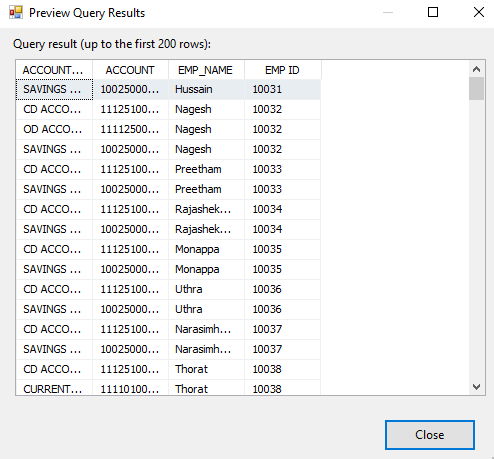 Preview Query Results
Query result (up to the first 200 rows):
ACCOUNT... ACCOUNT EMP_NAME EMP ID
SAVINGS ... 10025000... Hussain 10031
CD ACCO... 11125100... Nagesh 10032
OD ACCO... 11112500... Nagesh 10032
SAVINGS ... 10025000... Nagesh 10032
CD ACCO... 11125100... Preetham 10033
SAVINGS ... 10025000... Preetham 10033
CD ACCO... 11125100... Rajashek... 10034
SAVINGS ... 10025000... Rajashek... 10034
CD ACCO... 11125100... Monappa 10035
SAVINGS ... 10025000... Monappa 10035
CD ACCO... 11125100... Uthra 10036
SAVINGS ... 10025000... Uthra 10036
CD ACCO... 11125100... Narasimh... 10037
SAVINGS ... 10025000... Narasimh... 10037
CD ACCO... 11125100... Thorat 10038
CURRENT... 11110100... Thorat 10038
Close